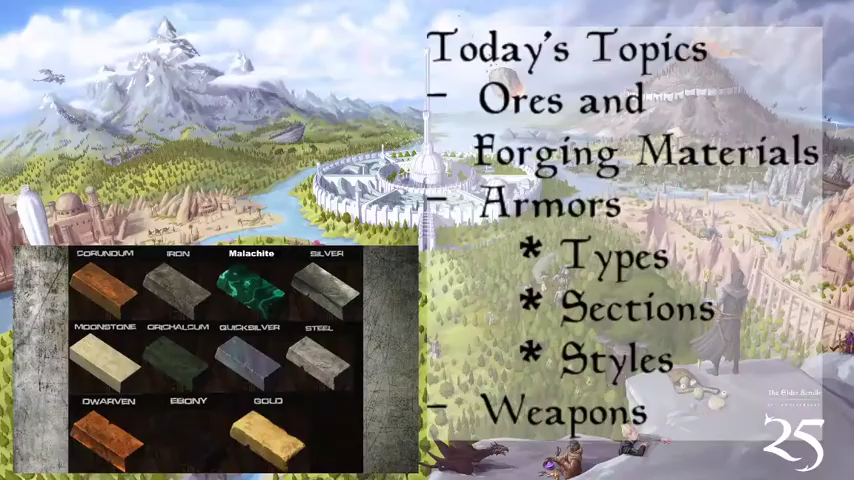 Today's Topics
- Ores and
Forging Materials
- Armors
* Types
* Sections
* Styles
- Weapons
CORUNDUM IRON Malachite SILVER
MOONSTONE ORICHALCUM QUICKSILVER STEEL
DWARVEN EBONY GOLD
The Elder Scrolls
25